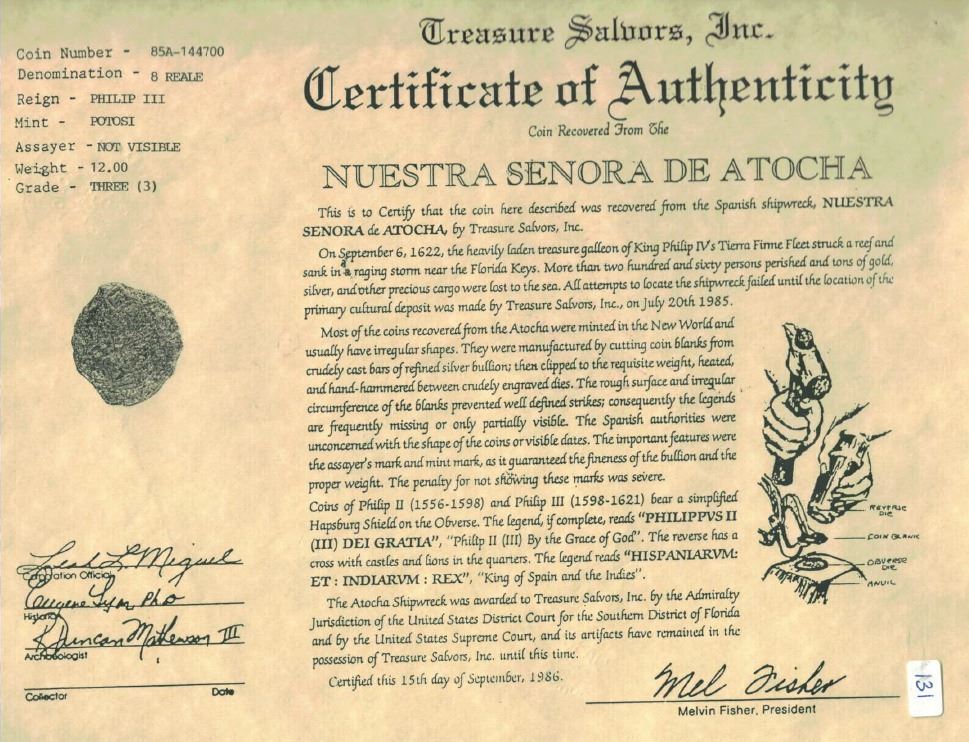 Treasure Salvors, Inc.
Certificate of Authenticity
Coin Recovered From The
NUESTRA SENORA DE ATOCHA
Coin Number - 85A-144700
Denomination - 8 REALE
Reign - PHILIP III
Mint - POTOSI
Assayer - NOT VISIBLE
Weight - 12.00
Grade - THREE (3)
This is to Certify that the coin here described was recovered from the Spanish shipwreck, NUESTRA
SENORA de ATOCHA, by Treasure Salvors, Inc.
On September 6, 1622, the heavily laden treasure galleon of King Philip IV's Tierra Firme Fleet struck a reef and
sank in a raging storm near the Florida Keys. More than two hundred and sixty persons perished and tons of gold,
silver, and other precious cargo were lost to the sea. All attempts to locate the shipwreck failed until the location of the
primary cultural deposit was made by Treasure Salvors, Inc., on July 20th 1985.
Most of the coins recovered from the Atocha were minted in the New World and
usually have irregular shapes. They were manufactured by cutting coin blanks from
crudely cast bars of refined silver bullion; then clipped to the requisite weight, heated,
and hand-hammered between crudely engraved dies. The rough surface and irregular
circumference of the blanks prevented well defined strikes; consequently the legends
are frequently missing or only partially visible. The Spanish authorities were
unconcerned with the shape of the coins or visible dates. The important features were
the assayer's mark and mint mark, as it guaranteed the fineness of the bullion and the
proper weight. The penalty for not showing these marks was severe.
Coins of Philip II (1556-1598) and Philip III (1598-1621) bear a simplified
Hapsburg Shield on the Obverse. The legend, if complete, reads "PHILIPPVS II
(III) DEI GRATIA", "Philip II (III) By the Grace of God". The reverse has a
cross with castles and lions in the quarters. The legend reads "HISPANIARVM:
ET : INDIARVM : REX", "King of Spain and the Indies".
The Atocha Shipwreck was awarded to Treasure Salvors, Inc. by the Admiralty
Jurisdiction of the United States District Court for the Southern District of Florida
and by the United States Supreme Court, and its artifacts have remained in the
possession of Treasure Salvors, Inc. until this time.
Certified this 15th day of September, 1986.
REVERSE
DIE
COIN BLANK
OBVERSE
DIE
ANVIL
Leah L Miguel
Corporation Official
Eugene Lyon PhD
Historian
R Duncan Mathewson III
Archaeologist
Collector Date
Mel Fisher
Melvin Fisher, President
131